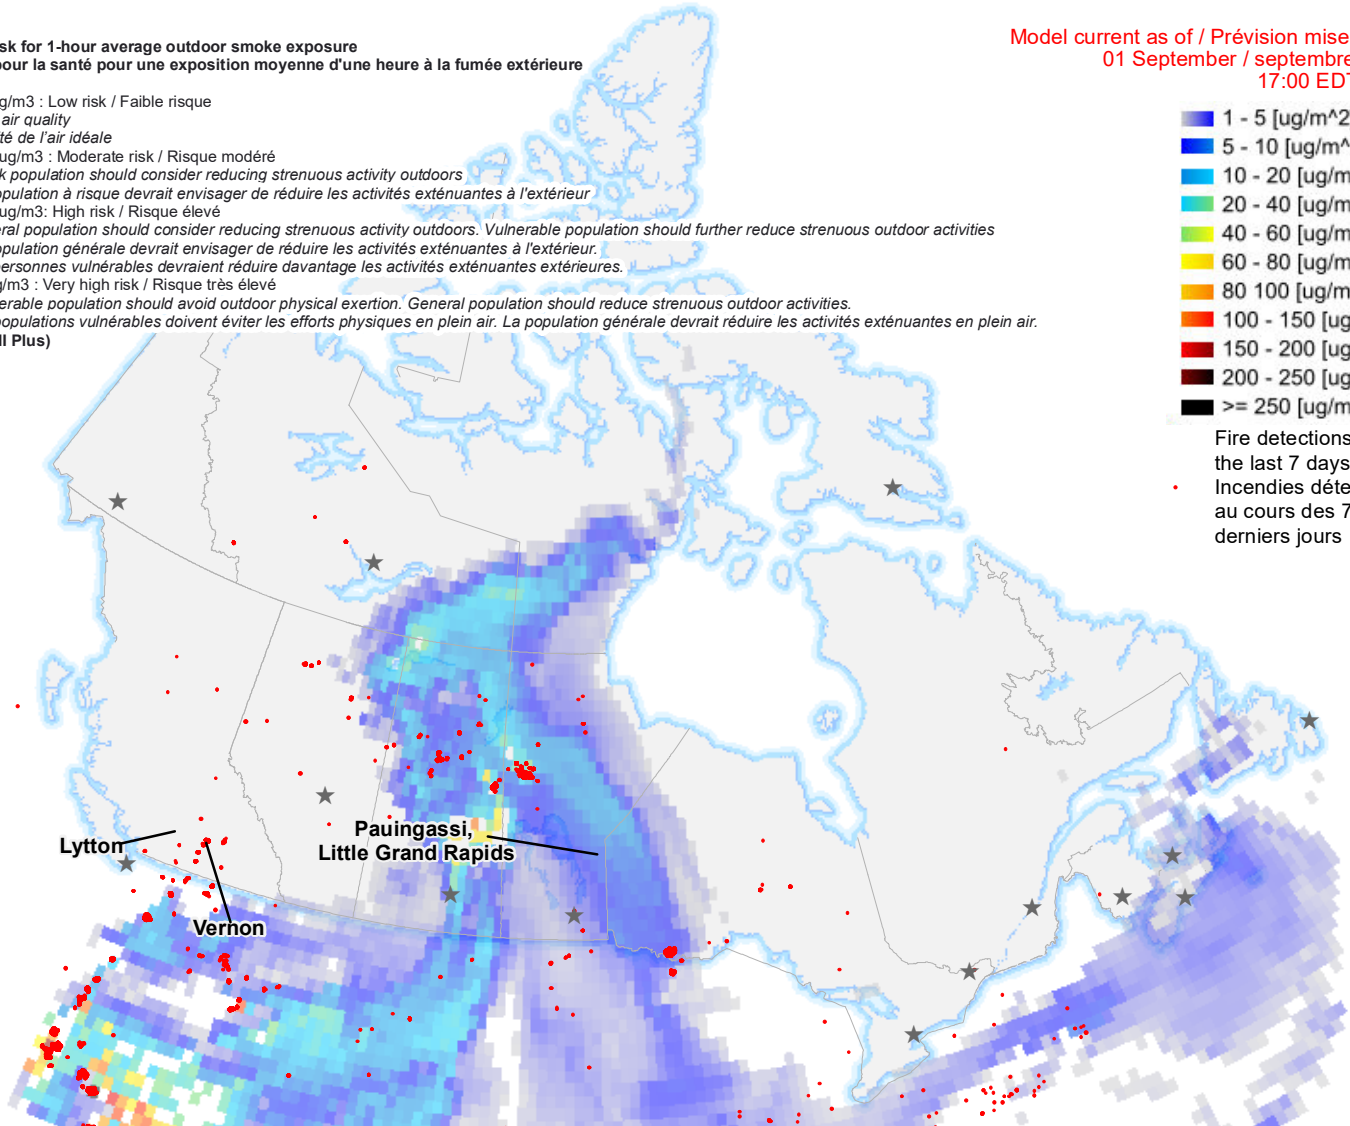 sk for 1-hour average outdoor smoke exposure
pour la santé pour une exposition moyenne d'une heure à la fumée extérieure
g/m3 : Low risk / Faible risque
air quality
té de l'air idéale
ug/m3 : Moderate risk / Risque modéré
k population should consider reducing strenuous activity outdoors
opulation à risque devrait envisager de réduire les activités exténuantes à l'extérieur
ug/m3: High risk / Risque élevé
eral population should consider reducing strenuous activity outdoors. Vulnerable population should further reduce strenuous outdoor activities
opulation générale devrait envisager de réduire les activités exténuantes à l'extérieur.
personnes vulnérables devraient réduire davantage les activités exténuantes extérieures.
g/m3 : Very high risk / Risque très élevé
erable population should avoid outdoor physical exertion. General population should reduce strenuous outdoor activities.
populations vulnérables doivent éviter les efforts physiques en plein air. La population générale devrait réduire les activités exténuantes en plein air.
ll Plus)
Model current as of / Prévision mise
01 September / septembre
17:00 EDT
1 - 5 [ug/m^2
5 - 10 [ug/m^
10 - 20 [ug/m
20 - 40 [ug/m
40 - 60 [ug/m
60 - 80 [ug/m
80 100 [ug/m
100 - 150 [ug
150 - 200 [ug
200 - 250 [ug
>= 250 [ug/m
Fire detections
the last 7 days
Incendies déte
au cours des 7
derniers jours
Lytton
Pauingassi,
Little Grand Rapids
Vernon